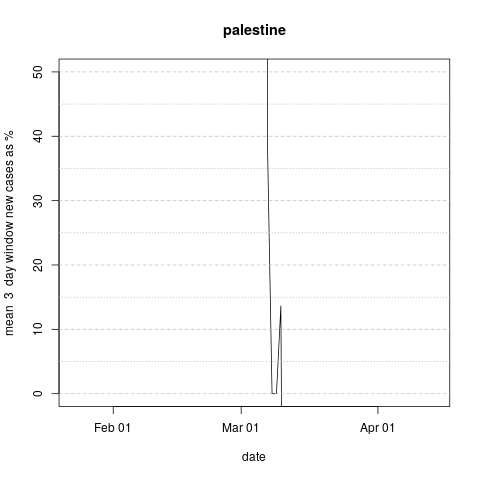 palestine
mean 3 day window new cases as %
50
40
30
20
10
0
Feb 01
Mar 01
Apr 01
date